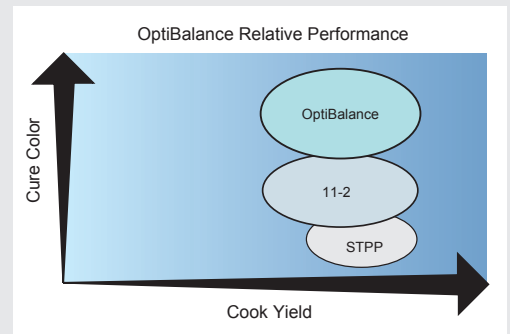 OptiBalance Relative Performance
Cure Color
OptiBalance
11-2
STPP
Cook Yield